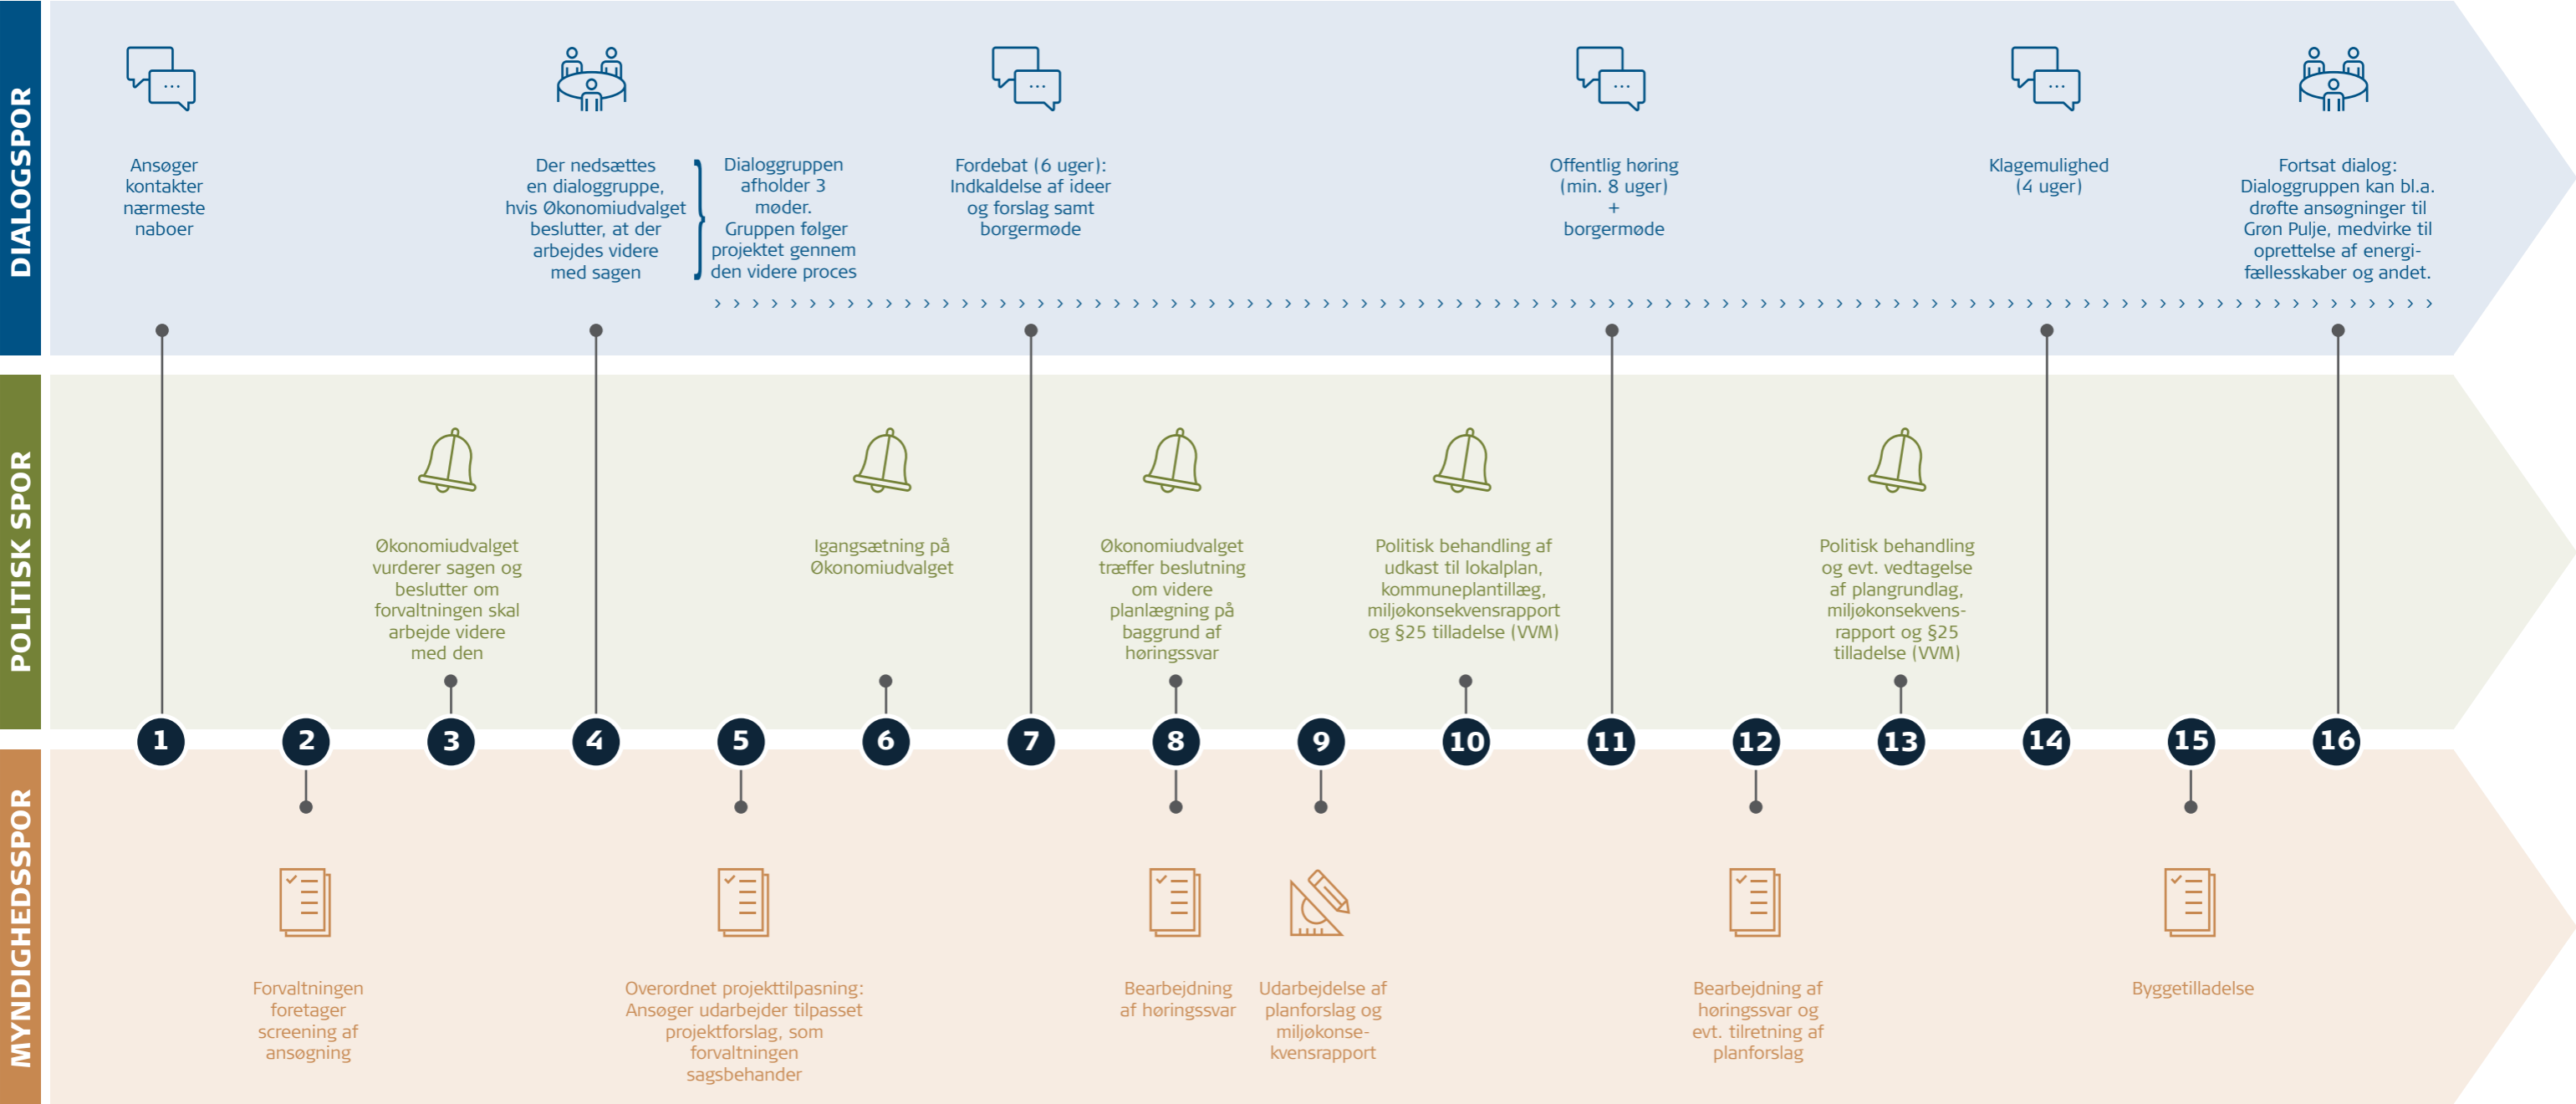 DIALOGSPOR
Ansøger
kontakter
nærmeste
naboer
Der nedsættes
en dialoggruppe,
hvis Økonomiudvalget
beslutter, at der
arbejdes videre
med sagen
Dialoggruppen
afholder 3
møder.
Gruppen følger
projektet gennem
den videre proces
Fordebat (6 uger):
Indkaldelse af ideer
og forslag samt
borgermøde
Offentlig høring
(min. 8 uger)
+
borgermøde
Klagemulighed
(4 uger)
Fortsat dialog:
Dialoggruppen kan bl.a.
drøfte ansøgninger til
Grøn Pulje, medvirke til
oprettelse af energi-
fællesskaber og andet.
POLITISK SPOR
Økonomiudvalget
vurderer sagen og
beslutter om
forvaltningen skal
arbejde videre
med den
Igangsætning på
Økonomiudvalget
Økonomiudvalget
træffer beslutning
om videre
planlægning på
baggrund af
høringssvar
Politisk behandling af
udkast til lokalplan,
kommuneplantillæg,
miljøkonsekvensrapport
og §25 tilladelse (VVM)
Politisk behandling
og evt. vedtagelse
af plangrundlag,
miljøkonsekvens-
rapport og §25
tilladelse (VVM)
1
2
3
4
5
6
7
8
9
10
11
12
13
14
15
16
MYNDIGHEDSSPOR
Forvaltningen
foretager
screening af
ansøgning
Overordnet projekttilpasning:
Ansøger udarbejder tilpasset
projektforslag, som
forvaltningen
sagsbehander
Bearbejdning
af høringssvar
Udarbejdelse af
planforslag og
miljøkonse-
kvensrapport
Bearbejdning af
høringssvar og
evt. tilretning af
planforslag
Byggetilladelse